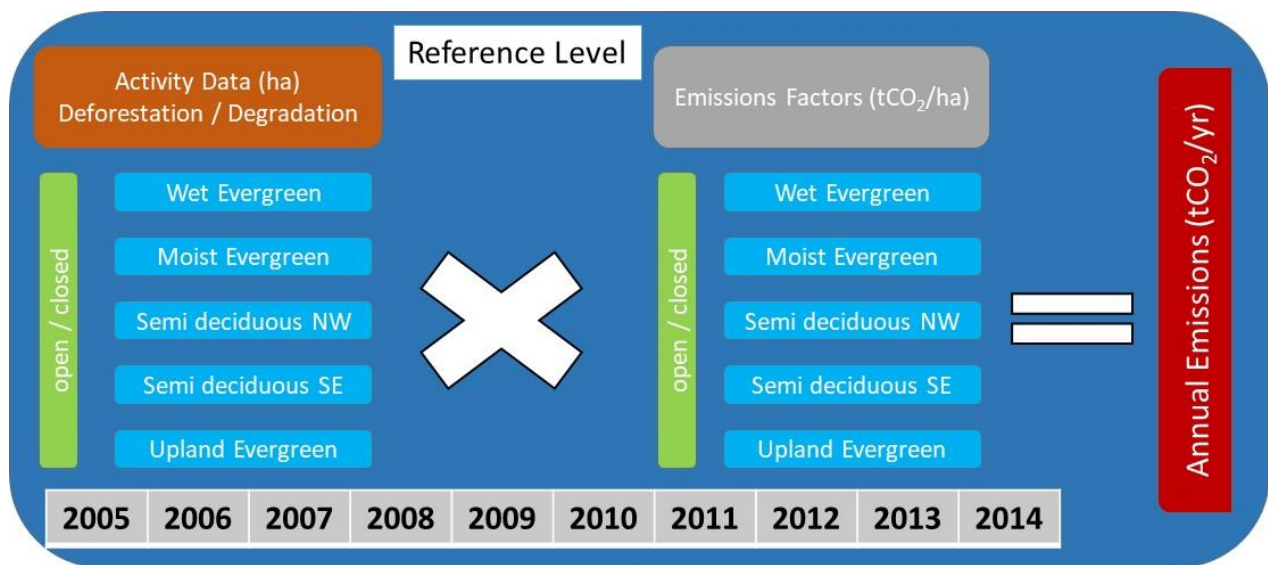 Reference Level
Activity Data (ha)
Deforestation / Degradation
Emissions Factors (tCO₂/ha)
open / closed
Wet Evergreen
Moist Evergreen
Semi deciduous NW
Semi deciduous SE
Upland Evergreen
open / closed
Wet Evergreen
Moist Evergreen
Semi deciduous NW
Semi deciduous SE
Upland Evergreen
Annual Emissions (tCO₂/yr)
2005 2006 2007 2008 2009 2010 2011 2012 2013 2014